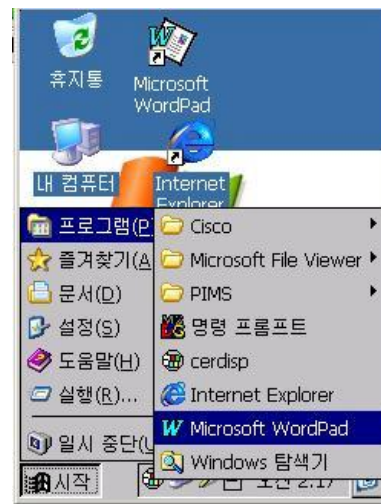 휴지통
Microsoft
WordPad
내 컴퓨터
Internet
Explorer
프로그램(P
즐겨찾기(A
문서(D)
설정(S)
도움말(H)
실행(R)...
일시 중단(U
시작
Cisco
Microsoft File Viewer
PIMS
명령 프롬프트
cerdisp
Internet Explorer
Microsoft WordPad
Windows 탐색기
오전 2:17